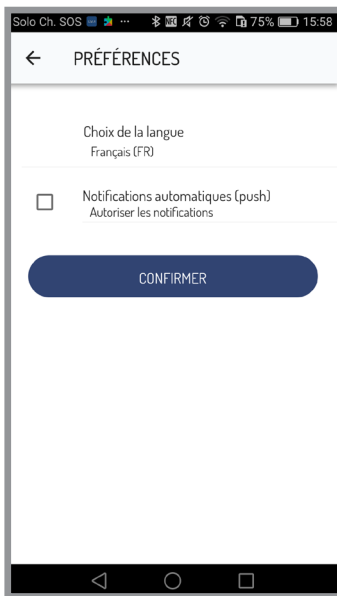 Solo Ch. SOS ... NFC 75% 15:58
PRÉFÉRENCES
Choix de la langue
Français (FR)
Notifications automatiques (push)
Autoriser les notifications
CONFIRMER